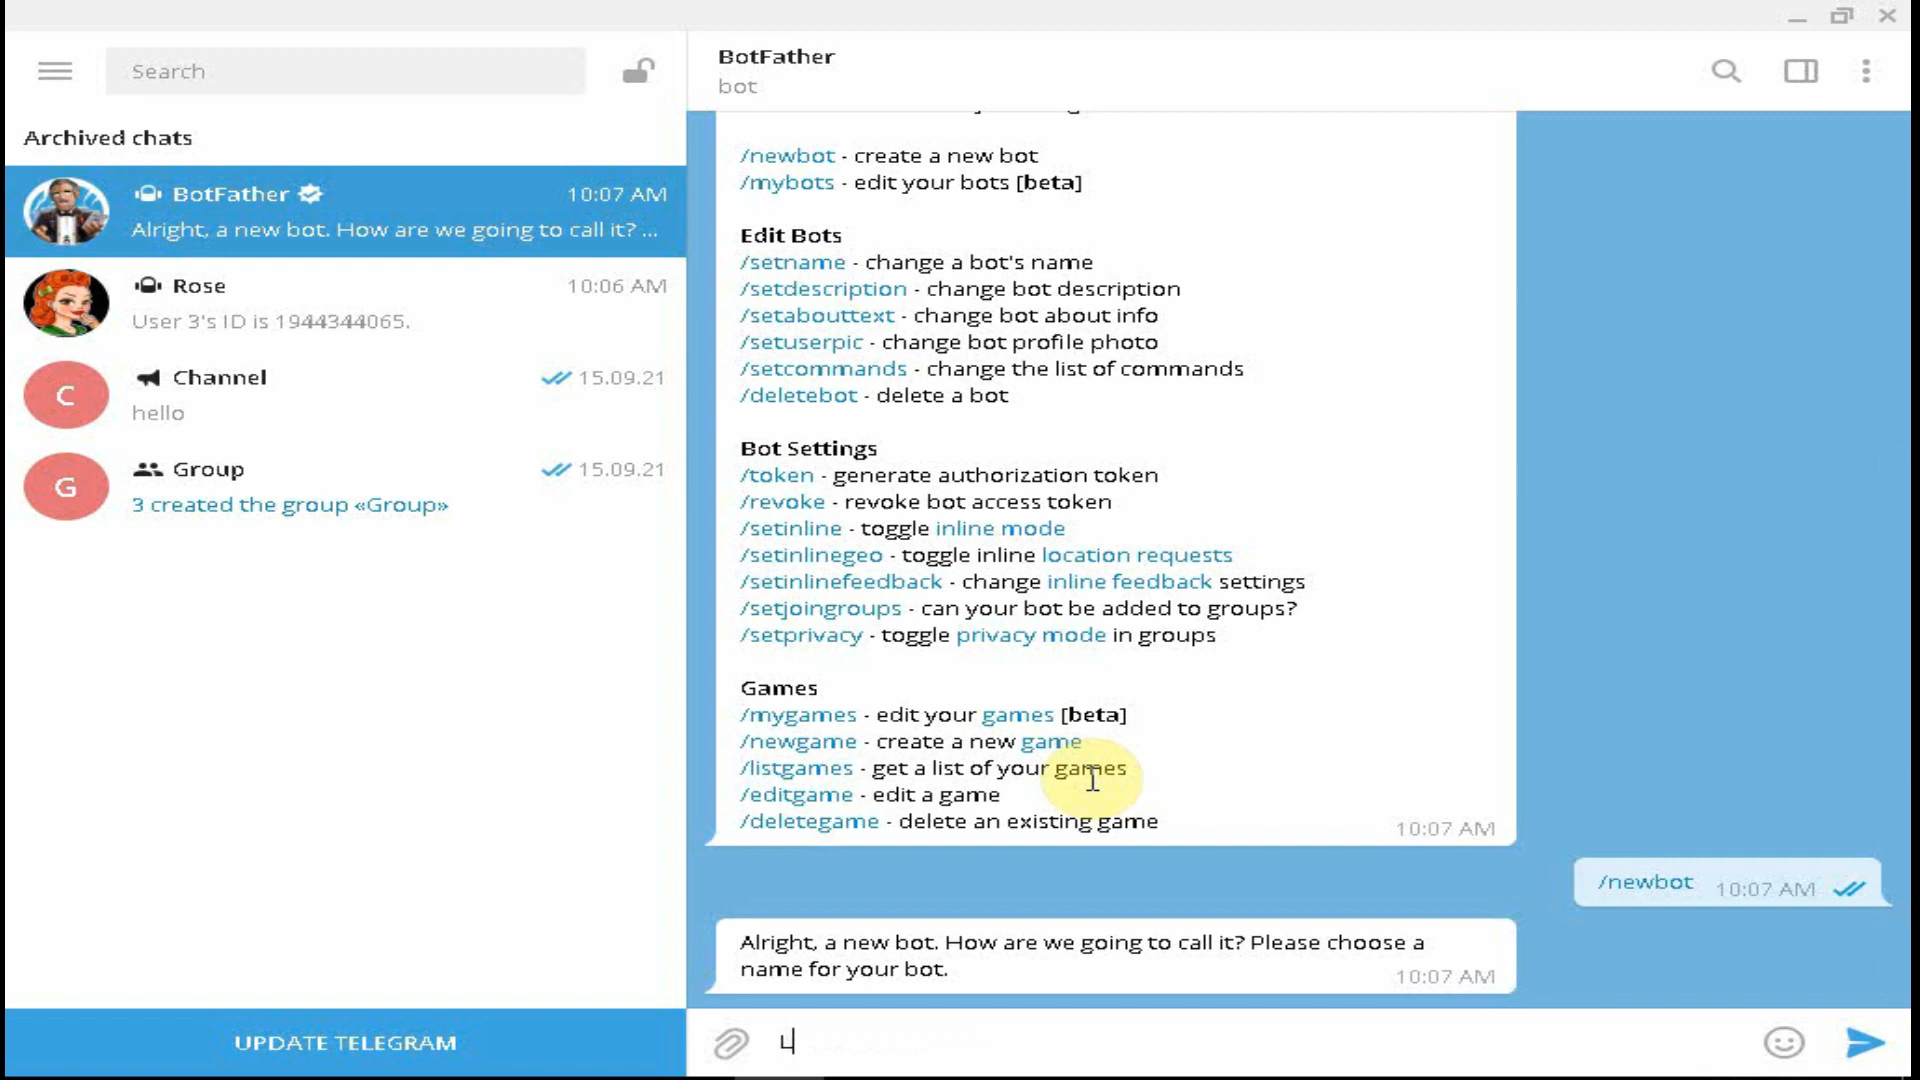 Search
Archived chats
BotFather
10:07 AM
Alright, a new bot. How are we going to call it? ...
Rose
10:06 AM
User 3's ID is 1944344065.
C
Channel
15.09.21
hello
G
Group
15.09.21
3 created the group «Group»
UPDATE TELEGRAM
BotFather
bot
/newbot - create a new bot
/mybots - edit your bots [beta]
Edit Bots
/setname - change a bot's name
/setdescription - change bot description
/setabouttext - change bot about info
/setuserpic - change bot profile photo
/setcommands - change the list of commands
/deletebot - delete a bot
Bot Settings
/token - generate authorization token
/revoke - revoke bot access token
/setinline - toggle inline mode
/setinlinegeo - toggle inline location requests
/setinlinefeedback - change inline feedback settings
/setjoingroups - can your bot be added to groups?
/setprivacy - toggle privacy mode in groups
Games
/mygames - edit your games [beta]
/newgame - create a new game
/listgames - get a list of your games
/editgame - edit a game
/deletegame - delete an existing game
10:07 AM
/newbot 10:07 AM
Alright, a new bot. How are we going to call it? Please choose a
name for your bot.
10:07 AM